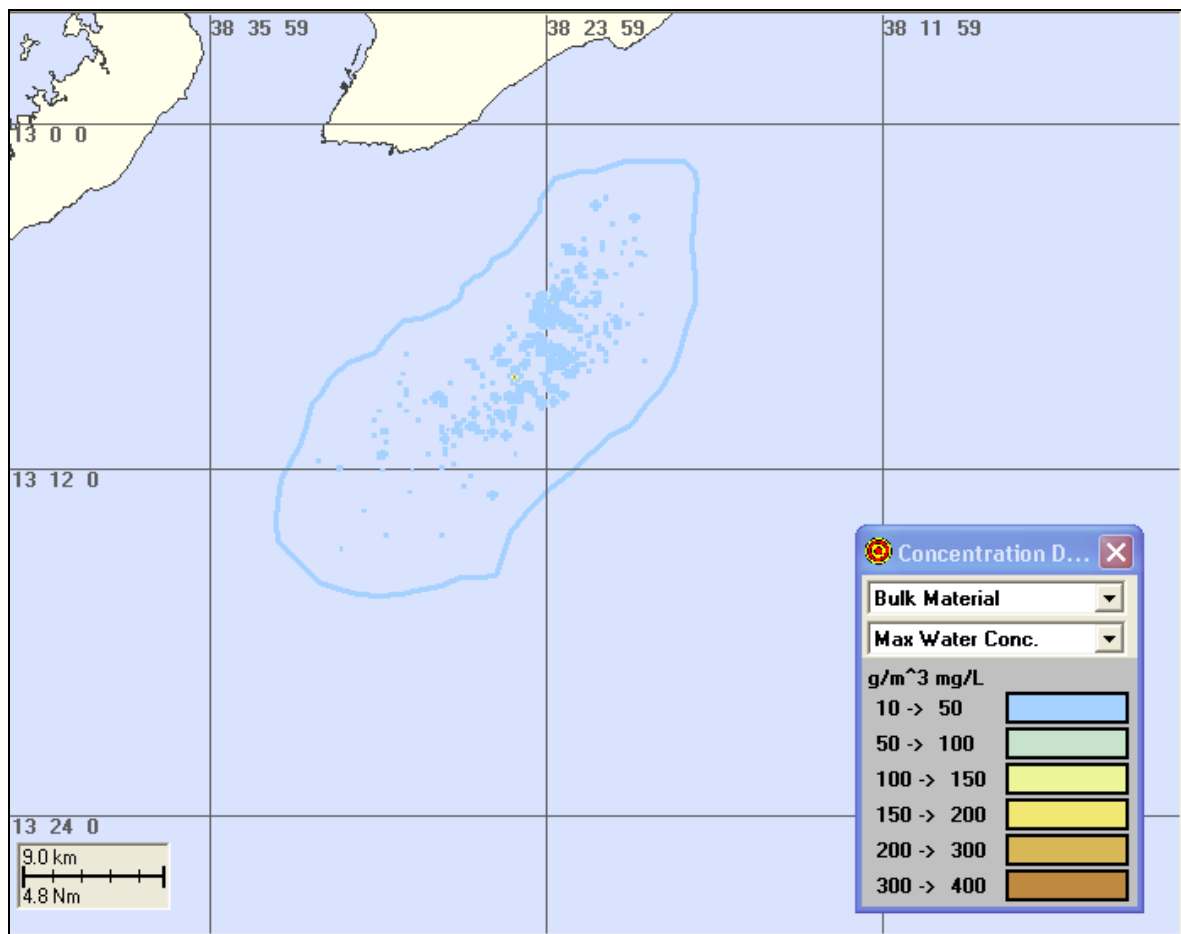 38 35 59
38 23 59
38 11 59
13 0 0
13 12 0
13 24 0
9.0 km
4.8 Nm
Concentration D...
Bulk Material
Max Water Conc.
g/m^3 mg/L
10 -> 50
50 -> 100
100 -> 150
150 -> 200
200 -> 300
300 -> 400